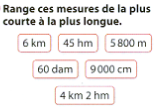 Range ces mesures de la plus
courte à la plus longue.
6 km 45 hm 5 800 m
60 dam 9 000 cm
4 km 2 hm